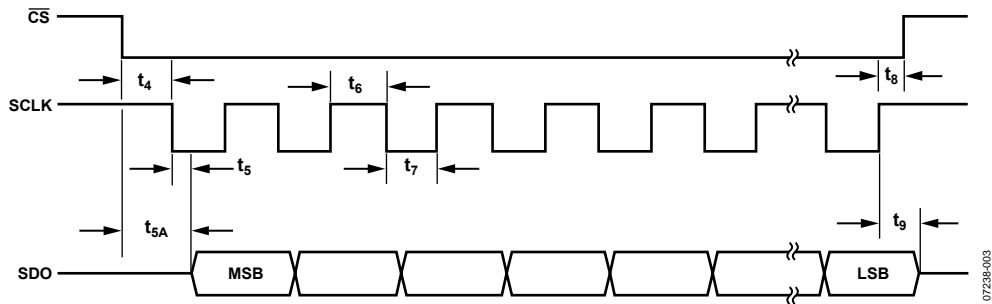 CS
t4
t6
t8
SCLK
t5
t7
t5A
t9
SDO
MSB
LSB
07238-003